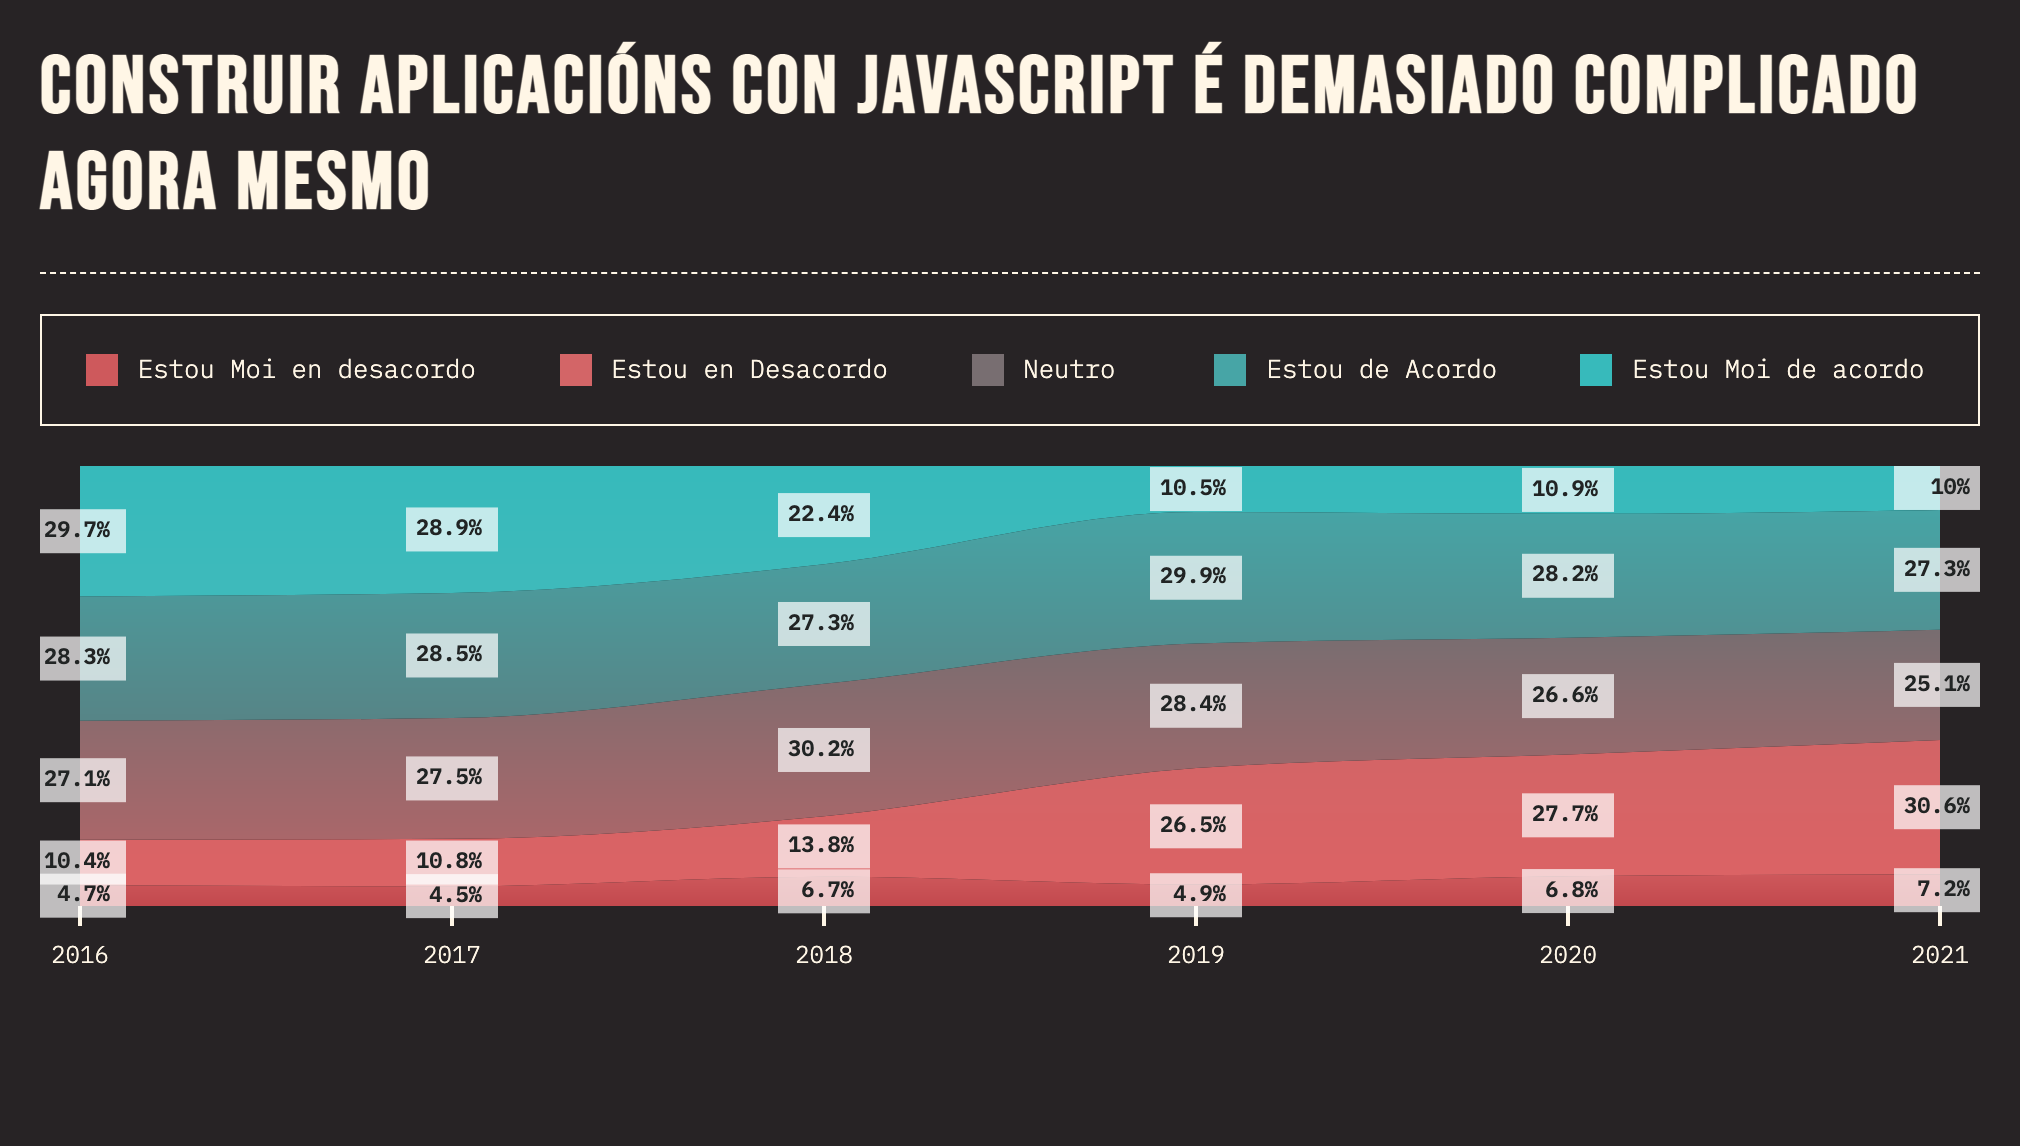 CONSTRUIR APLICACIÓNS CON JAVASCRIPT É DEMASIADO COMPLICADO
AGORA MESMO
Estou Moi en desacordo
Estou en Desacordo
Neutro
Estou de Acordo
Estou Moi de acordo
29.7% 28.9% 22.4% 10.5% 10.9% 10%
28.3% 28.5% 27.3% 29.9% 28.2% 27.3%
27.1% 27.5% 30.2% 28.4% 26.6% 25.1%
10.4% 10.8% 13.8% 26.5% 27.7% 30.6%
4.7% 4.5% 6.7% 4.9% 6.8% 7.2%
2016 2017 2018 2019 2020 2021